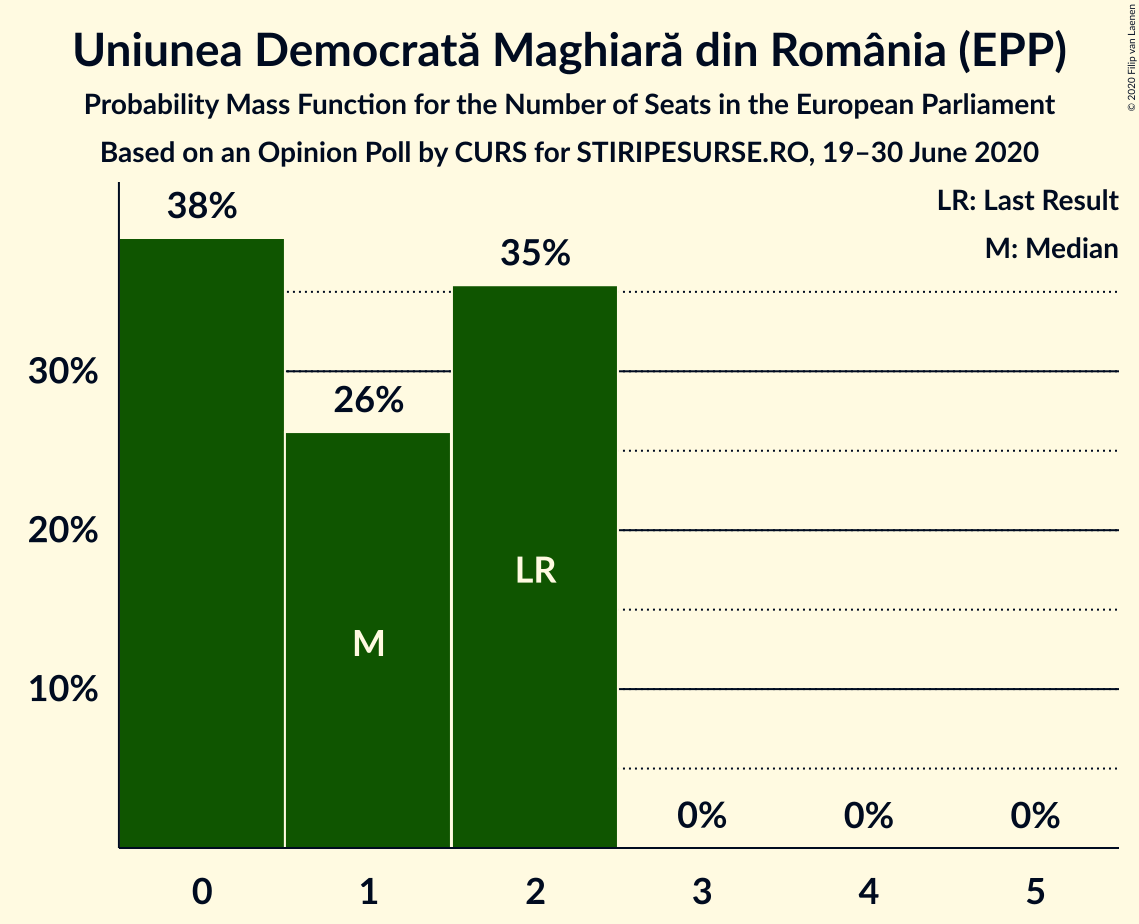 Uniunea Democrată Maghiară din România (EPP)
Probability Mass Function for the Number of Seats in the European Parliament
Based on an Opinion Poll by CURS for STIRIPESURSE.RO, 19–30 June 2020
© 2020 Filip van Laenen
LR: Last Result
M: Median
38%
35%
30%
26%
20%
LR
M
10%
0% 0% 0%
0 1 2 3 4 5